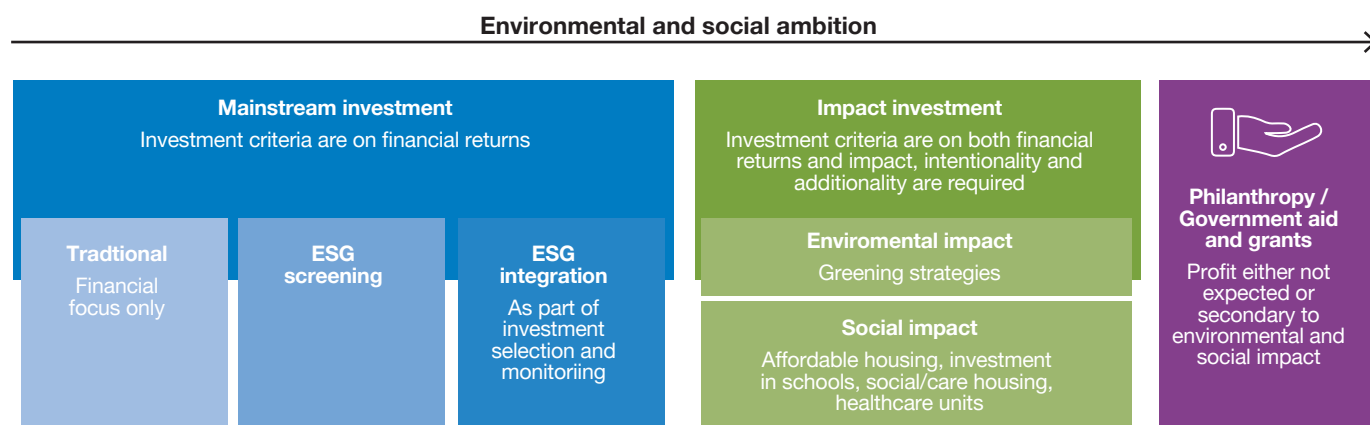 Environmental and social ambition
Mainstream investment
Investment criteria are on financial returns
Tradtional
Financial
focus only
ESG
screening
ESG
integration
As part of
investment
selection and
monitoriing
Impact investment
Investment criteria are on both financial
returns and impact, intentionality and
additionality are required
Enviromental impact
Greening strategies
Social impact
Affordable housing, investment
in schools, social/care housing,
healthcare units
Philanthropy /
Government aid
and grants
Profit either not
expected or
secondary to
environmental and
social impact